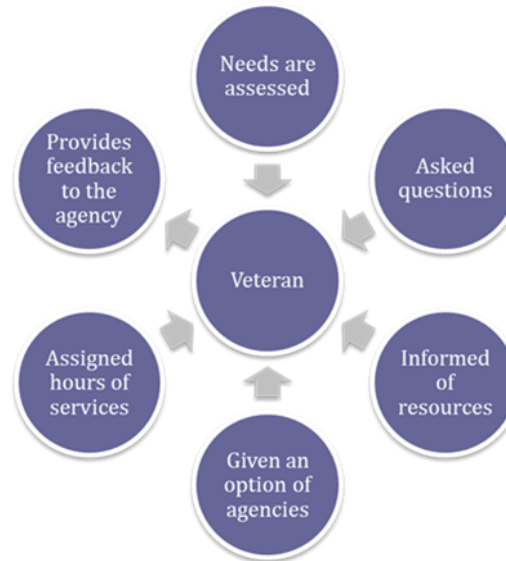 Needs are
assessed
Provides
feedback
to the
agency
Asked
questions
Veteran
Assigned
hours of
services
Informed
of
resources
Given an
option of
agencies